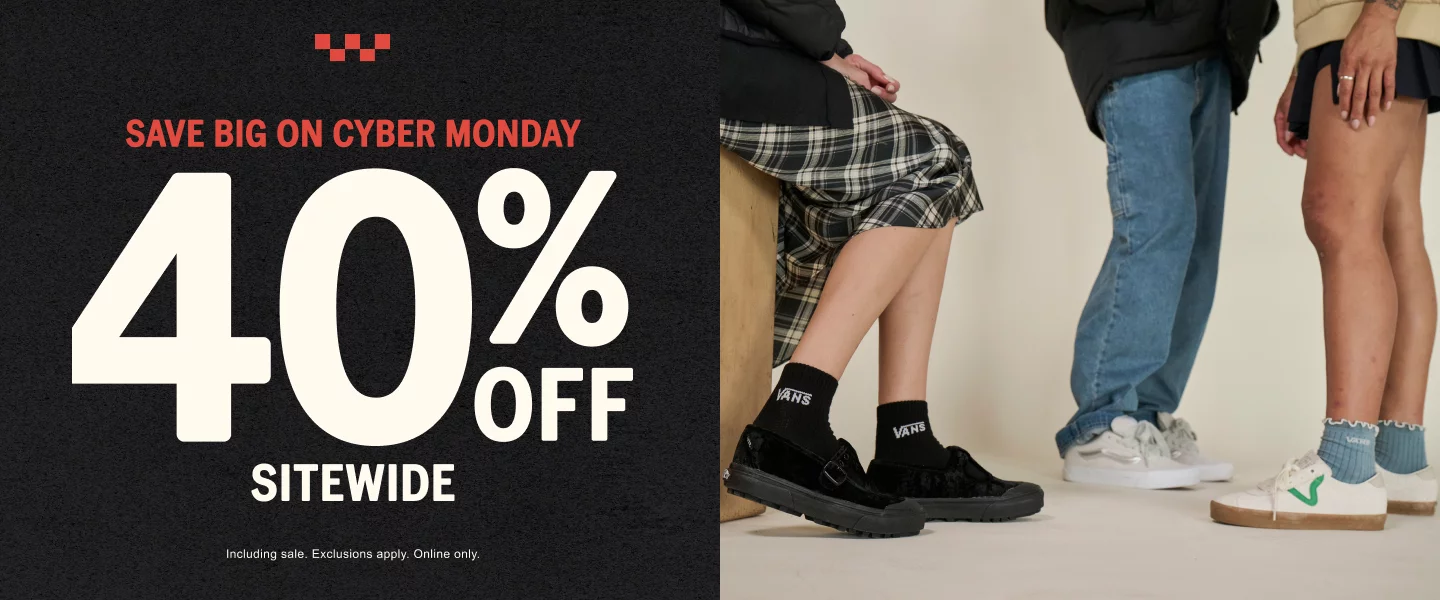 SAVE BIG ON CYBER MONDAY
40%
OFF
SITEWIDE
Including sale. Exclusions apply. Online only.
VANS
VANS